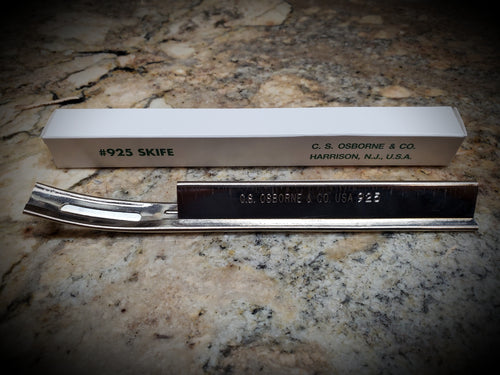 #925 SKIFE
C. S. OSBORNE & CO.
HARRISON, N.J., U.S.A.
C.S. OSBORNE & CO. USA 925